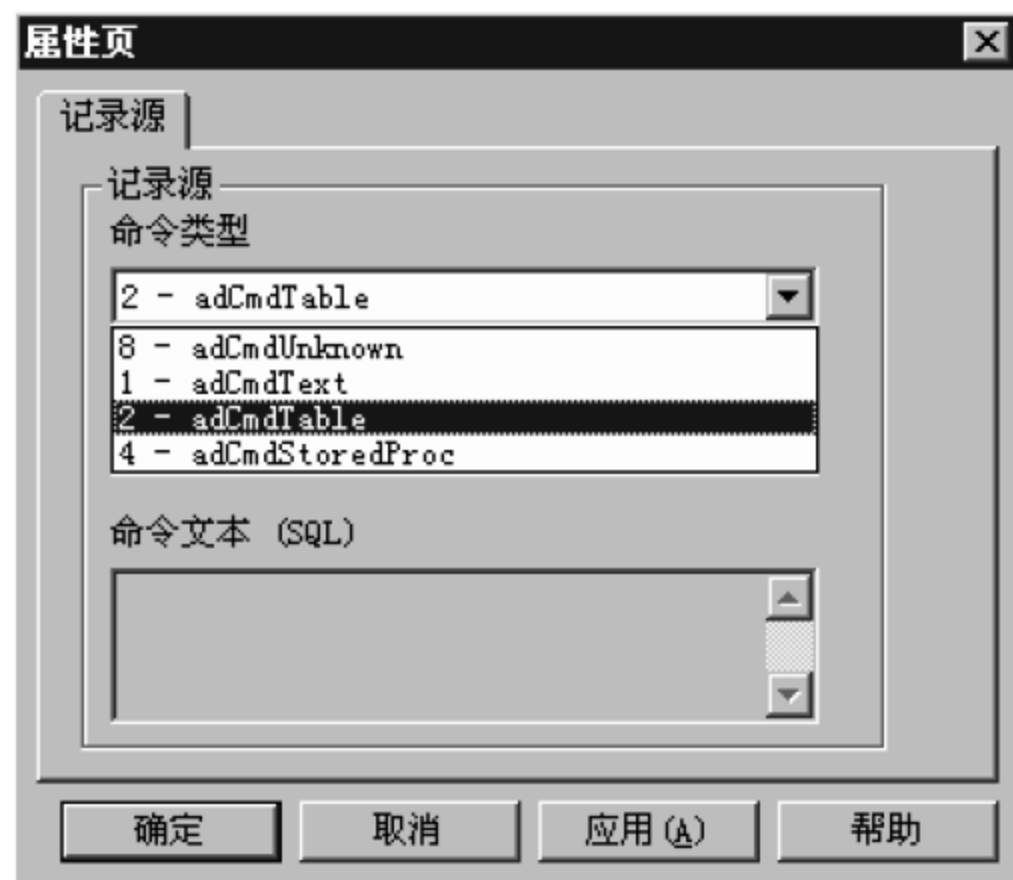 属性页
记录源
记录源
命令类型
2 - adCmdTable
8 - adCmdUnknown
1 - adCmdText
2 - adCmdTable
4 - adCmdStoredProc
命令文本 (SQL)
确定 取消 应用(A) 帮助